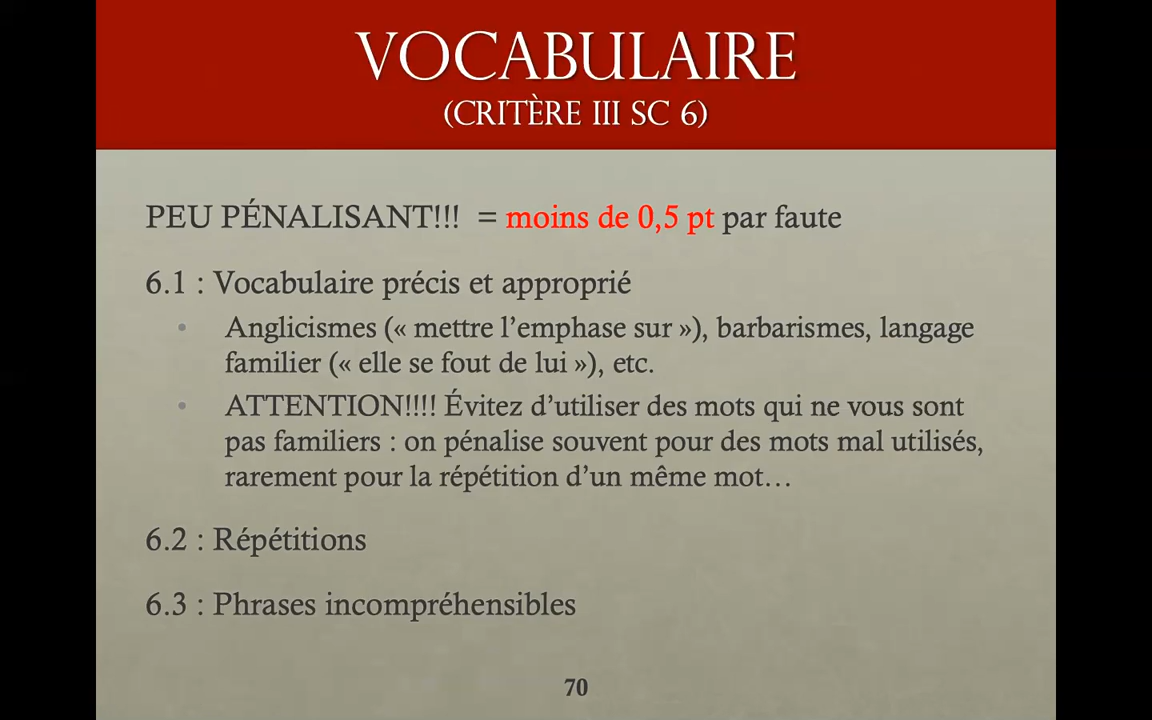 VOCABULAIRE
(CRITÈRE III SC 6)
PEU PÉNALISANT!!! = moins de 0,5 pt par faute
6.1 : Vocabulaire précis et approprié
• Anglicismes (« mettre l’emphase sur »), barbarismes, langage
familier (« elle se fout de lui »), etc.
• ATTENTION!!!! Évitez d’utiliser des mots qui ne vous sont
pas familiers : on pénalise souvent pour des mots mal utilisés,
rarement pour la répétition d’un même mot…
6.2 : Répétitions
6.3 : Phrases incompréhensibles
70